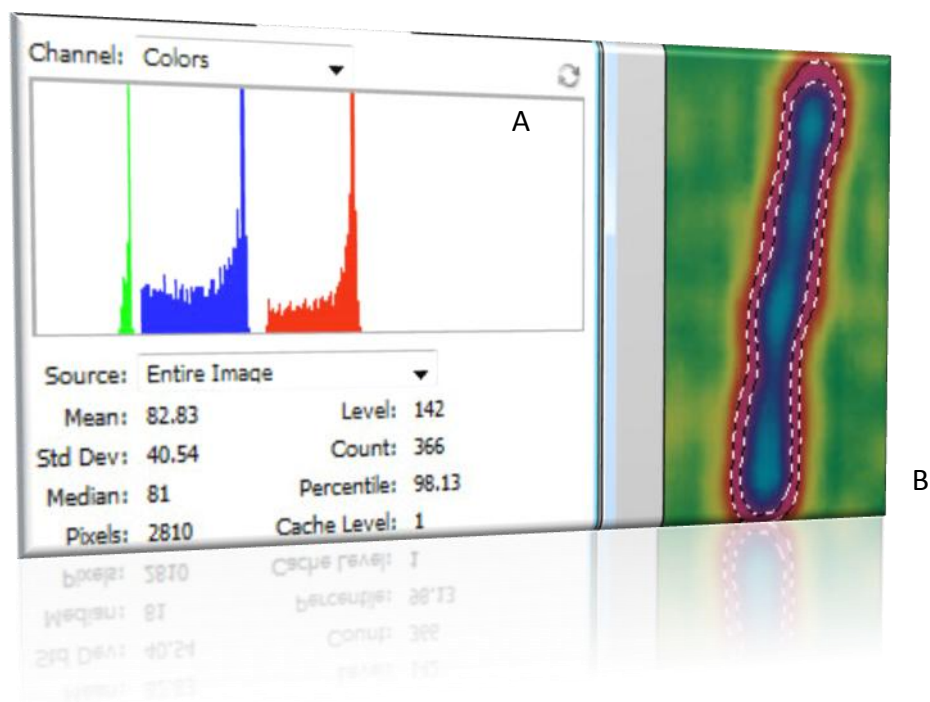 Channel: Colors
A
Source: Entire Image
Mean: 82.83 Level: 142
Std Dev: 40.54 Count: 366
Median: 81 Percentile: 98.13
Pixels: 2810 Cache Level: 1
B